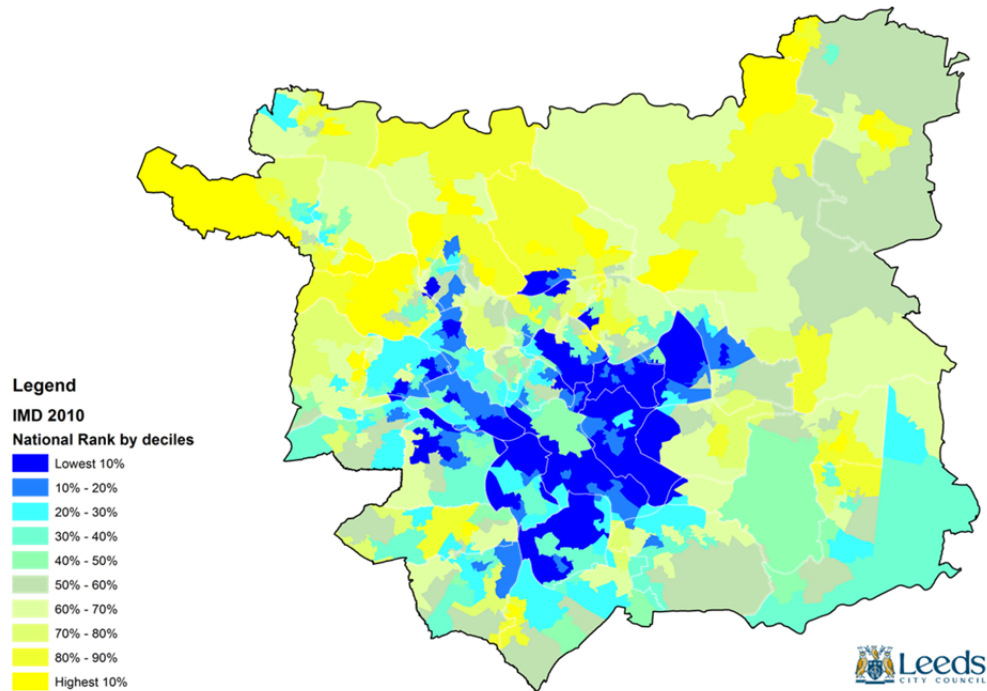 Legend
IMD 2010
National Rank by deciles
Lowest 10%
10% - 20%
20% - 30%
30% - 40%
40% - 50%
50% - 60%
60% - 70%
70% - 80%
80% - 90%
Highest 10%
Leeds
CITY COUNCIL